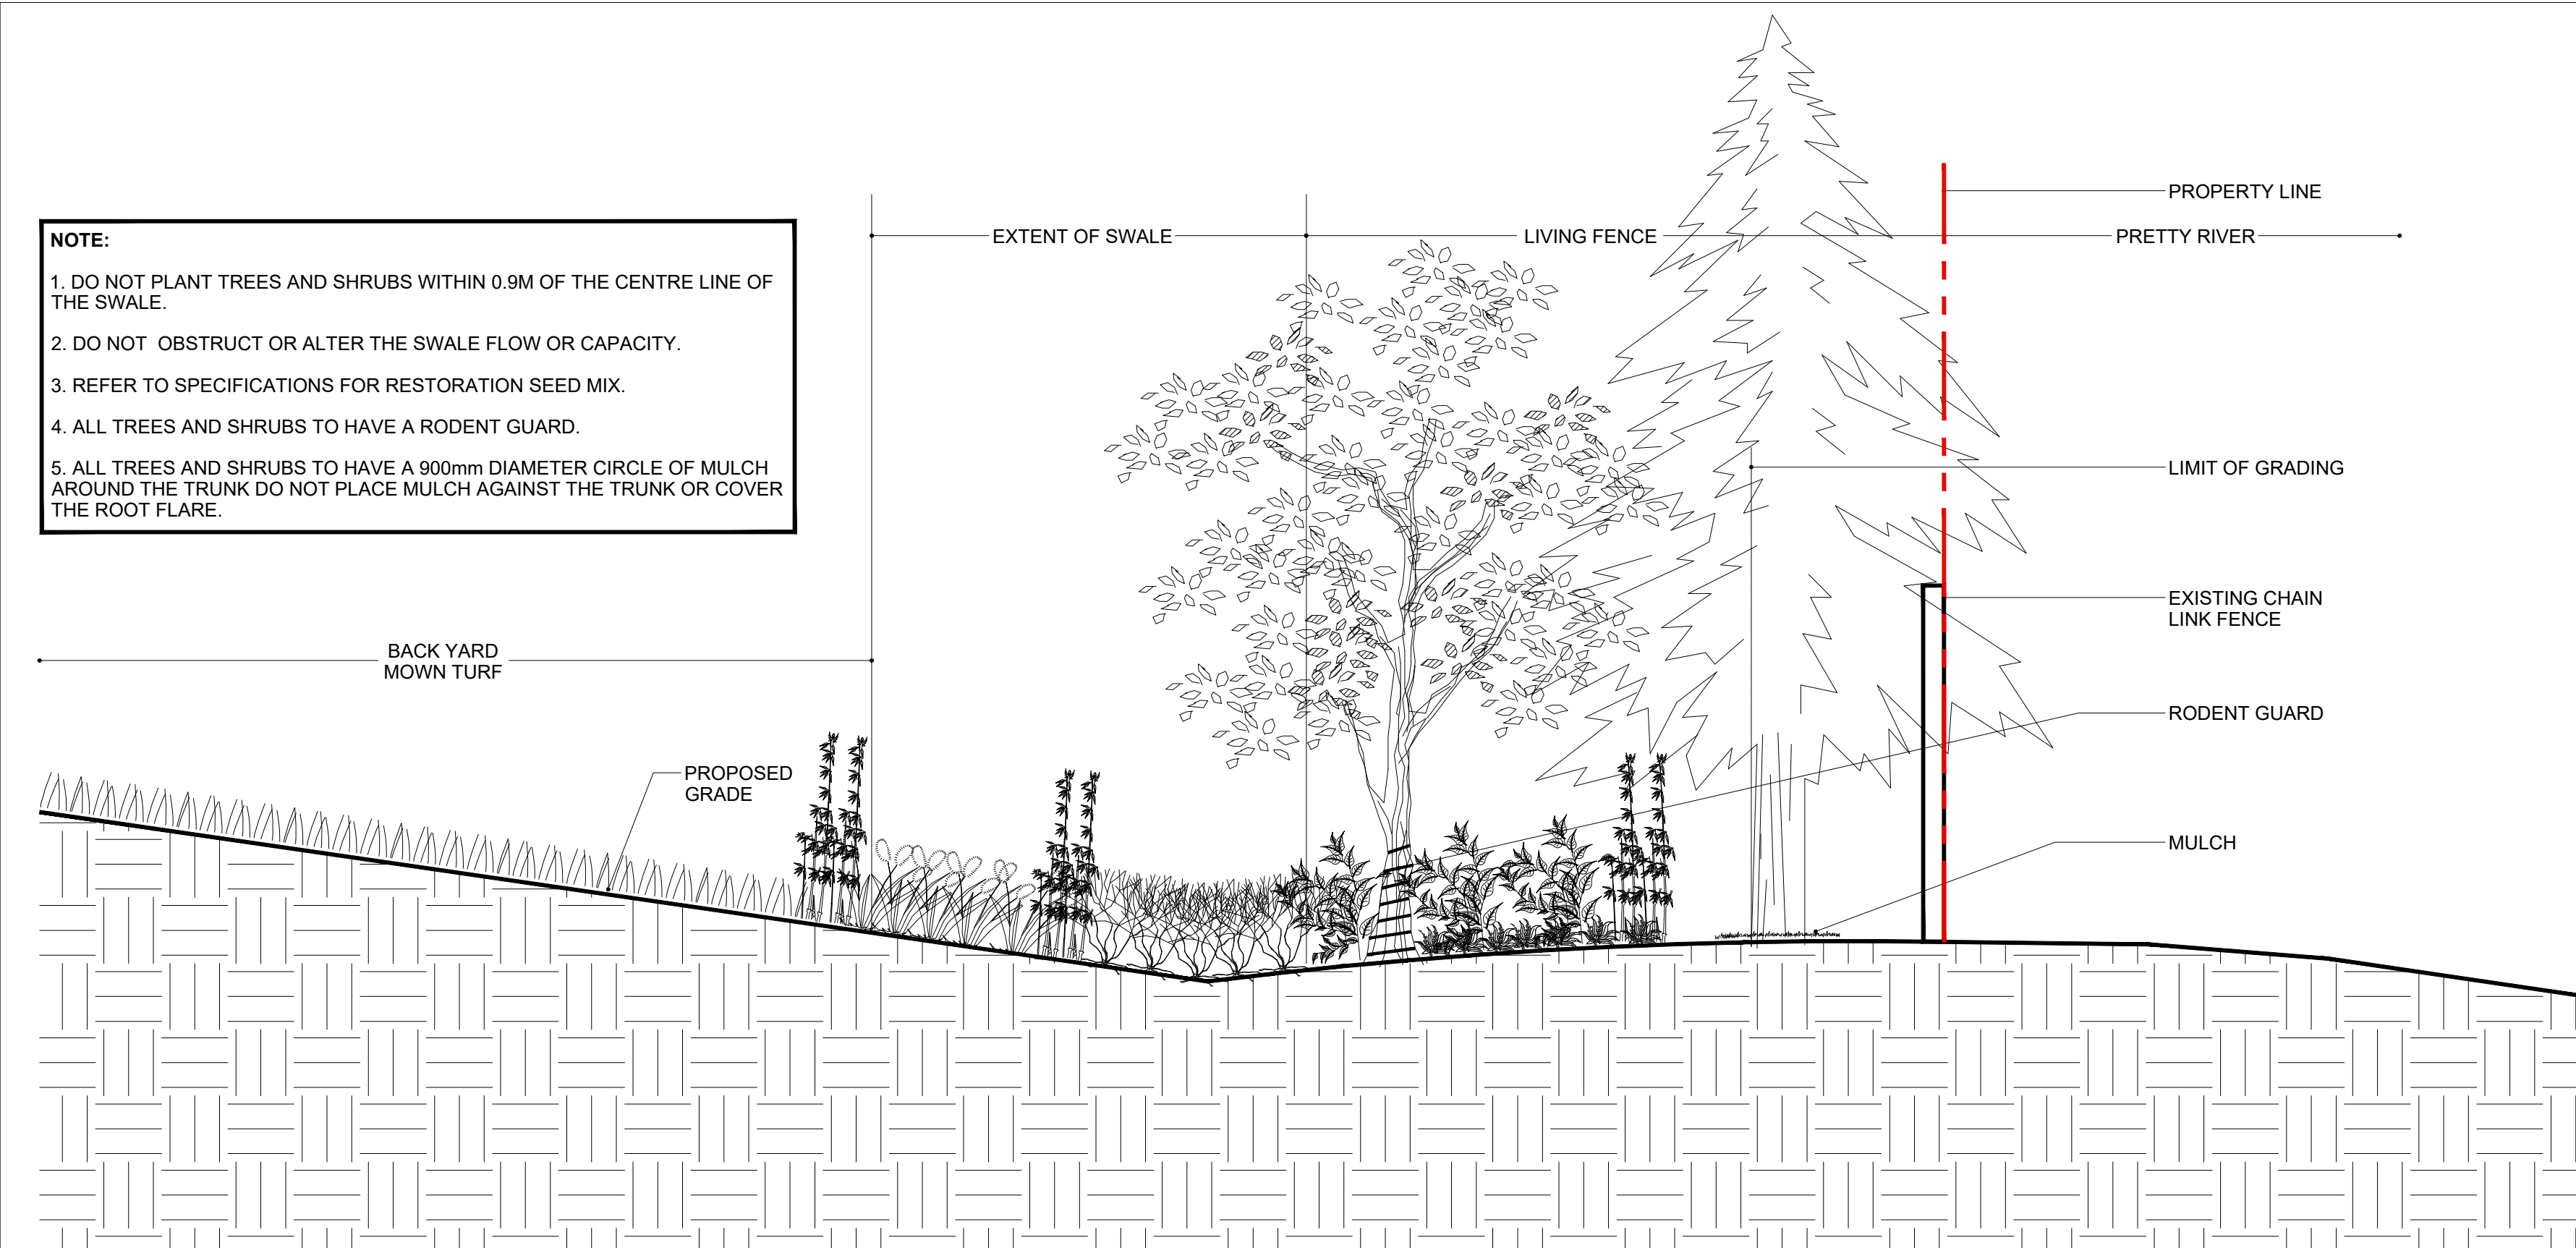 NOTE:
1. DO NOT PLANT TREES AND SHRUBS WITHIN 0.9M OF THE CENTRE LINE OF
THE SWALE.
2. DO NOT  OBSTRUCT OR ALTER THE SWALE FLOW OR CAPACITY.
3. REFER TO SPECIFICATIONS FOR RESTORATION SEED MIX.
4. ALL TREES AND SHRUBS TO HAVE A RODENT GUARD.
5. ALL TREES AND SHRUBS TO HAVE A 900mm DIAMETER CIRCLE OF MULCH
AROUND THE TRUNK DO NOT PLACE MULCH AGAINST THE TRUNK OR COVER
THE ROOT FLARE.
EXTENT OF SWALE
LIVING FENCE
PROPERTY LINE
PRETTY RIVER
LIMIT OF GRADING
EXISTING CHAIN
LINK FENCE
BACK YARD
MOWN TURF
RODENT GUARD
PROPOSED
GRADE
MULCH